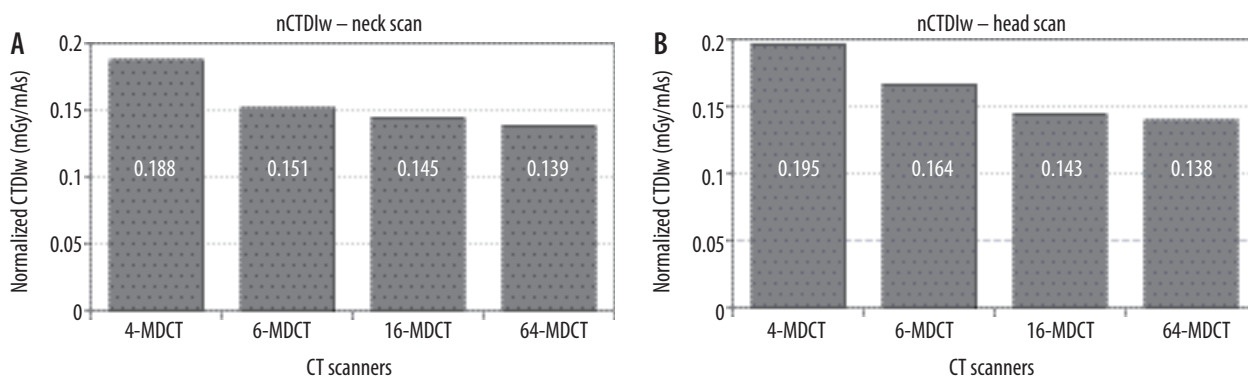 A
nCTDIw – neck scan
Normalized CTDIw (mGy/mAs)
0.2
0.15
0.1
0.05
0
0.188
0.151
0.145
0.139
4-MDCT
6-MDCT
16-MDCT
64-MDCT
CT scanners
B
nCTDIw – head scan
Normalized CTDIw (mGy/mAs)
0.2
0.15
0.1
0.05
0
0.195
0.164
0.143
0.138
4-MDCT
6-MDCT
16-MDCT
64-MDCT
CT scanners